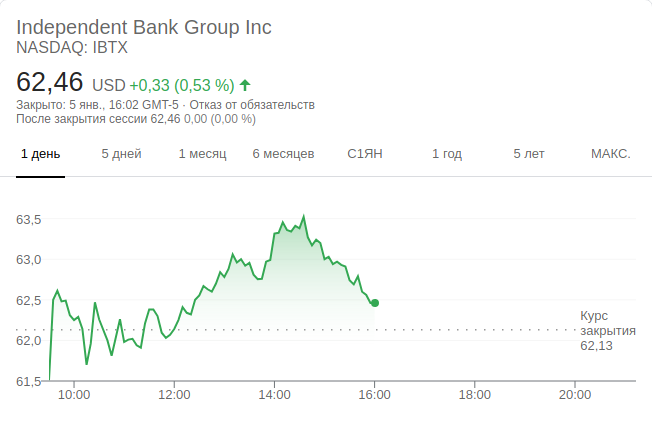 Independent Bank Group Inc
NASDAQ: IBTX
62,46 USD +0,33 (0,53 %)
Закрыто: 5 янв., 16:02 GMT-5 · Отказ от обязательств
После закрытия сессии 62,46 0,00 (0,00 %)
1 день 5 дней 1 месяц 6 месяцев С1ЯН 1 год 5 лет МАКС.
63,5
63,0
62,5
Курс
закрытия
62,13
62,0
61,5
10:00 12:00 14:00 16:00 18:00 20:00